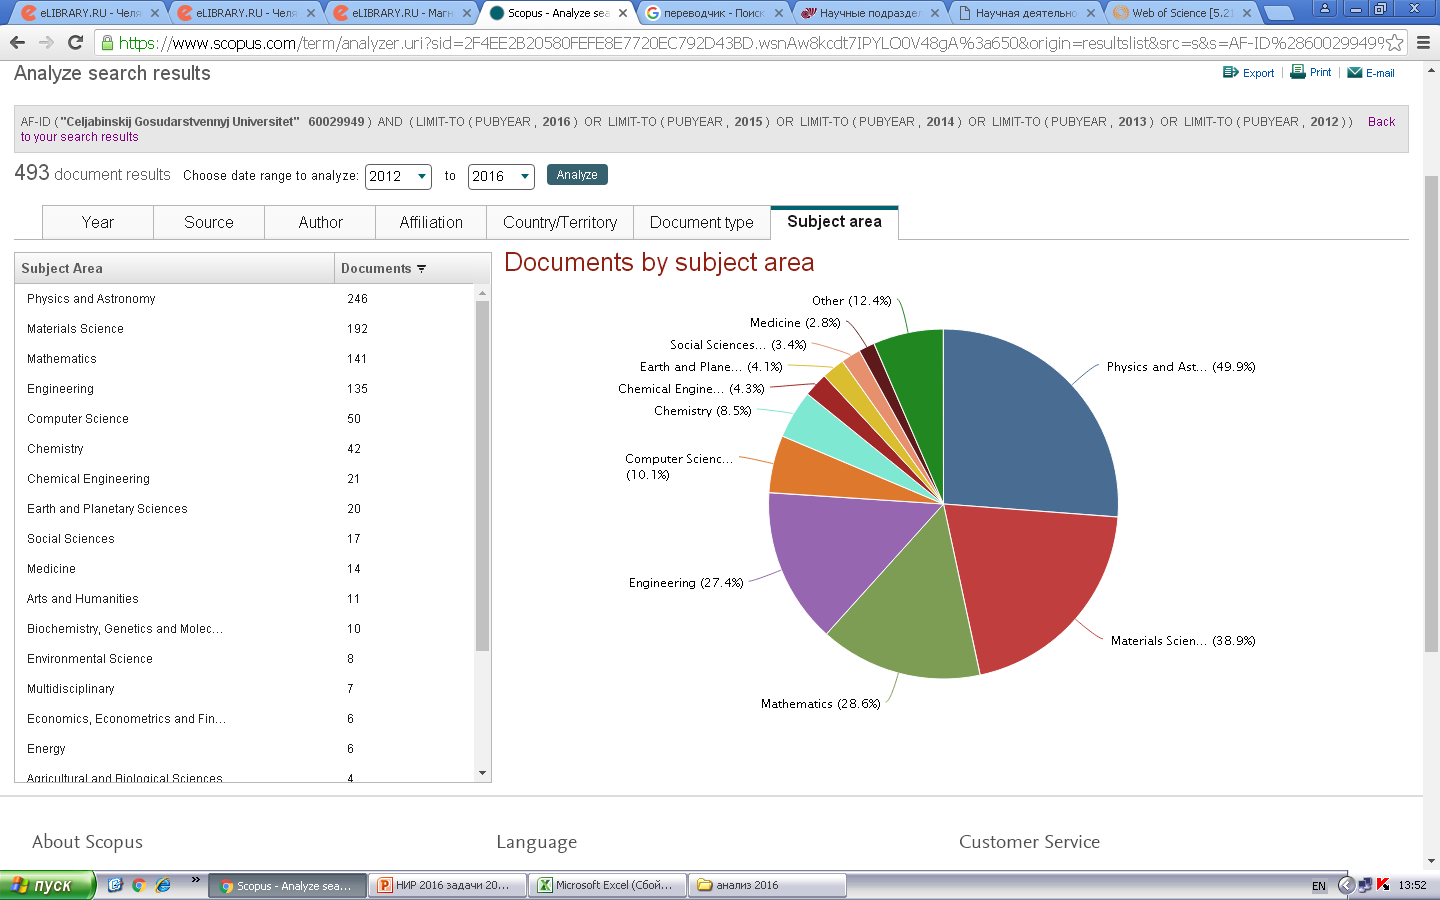 eLIBRARY.RU - Челя
eLIBRARY.RU - Челя
eLIBRARY.RU - Магн
Scopus - Analyze sea
переводчик - Поиск
Научные подраздел
Научная деятельно
Web of Science [5.21
https://www.scopus.com/term/analyzer.uri?sid=2F4EE2B20580FEFE8E7720EC792D43BD.wsnAw8kcdt7IPYLO0V48gA%3a650&origin=resultslist&src=s&s=AF-ID%2860029949%
Analyze search results
Export | Print | E-mail
AF-ID ( "Celjabinskij Gosudarstvennyj Universitet" 60029949 ) AND ( LIMIT-TO ( PUBYEAR , 2016 ) OR LIMIT-TO ( PUBYEAR , 2015 ) OR LIMIT-TO ( PUBYEAR , 2014 ) OR LIMIT-TO ( PUBYEAR , 2013 ) OR LIMIT-TO ( PUBYEAR , 2012 ) ) Back
to your search results
493 document results Choose date range to analyze: 2012 to 2016 Analyze
Year Source Author Affiliation Country/Territory Document type Subject area
Subject Area Documents
Physics and Astronomy 246
Materials Science 192
Mathematics 141
Engineering 135
Computer Science 50
Chemistry 42
Chemical Engineering 21
Earth and Planetary Sciences 20
Social Sciences 17
Medicine 14
Arts and Humanities 11
Biochemistry, Genetics and Molec... 10
Environmental Science 8
Multidisciplinary 7
Economics, Econometrics and Fin... 6
Energy 6
Agricultural and Biological Sciences 4
Documents by subject area
Other (12.4%)
Medicine (2.8%)
Social Sciences... (3.4%)
Earth and Plane... (4.1%)
Chemical Engine... (4.3%)
Chemistry (8.5%)
Computer Scienc...
(10.1%)
Engineering (27.4%)
Mathematics (28.6%)
Physics and Ast... (49.9%)
Materials Scien... (38.9%)
About Scopus Language Customer Service
пуск
»
Scopus - Analyze sea...
НИР 2016 задачи 20...
Microsoft Excel (Сбой...
анализ 2016
EN
13:52